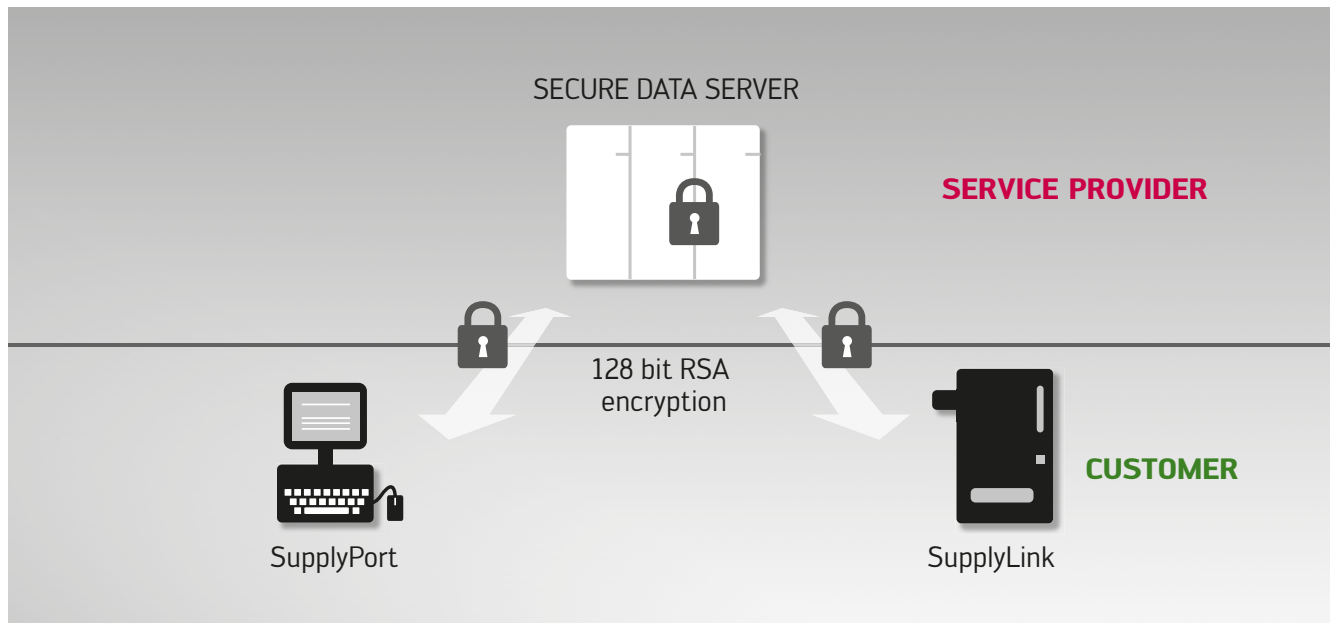 SECURE DATA SERVER
SERVICE PROVIDER
128 bit RSA
encryption
CUSTOMER
SupplyPort
SupplyLink